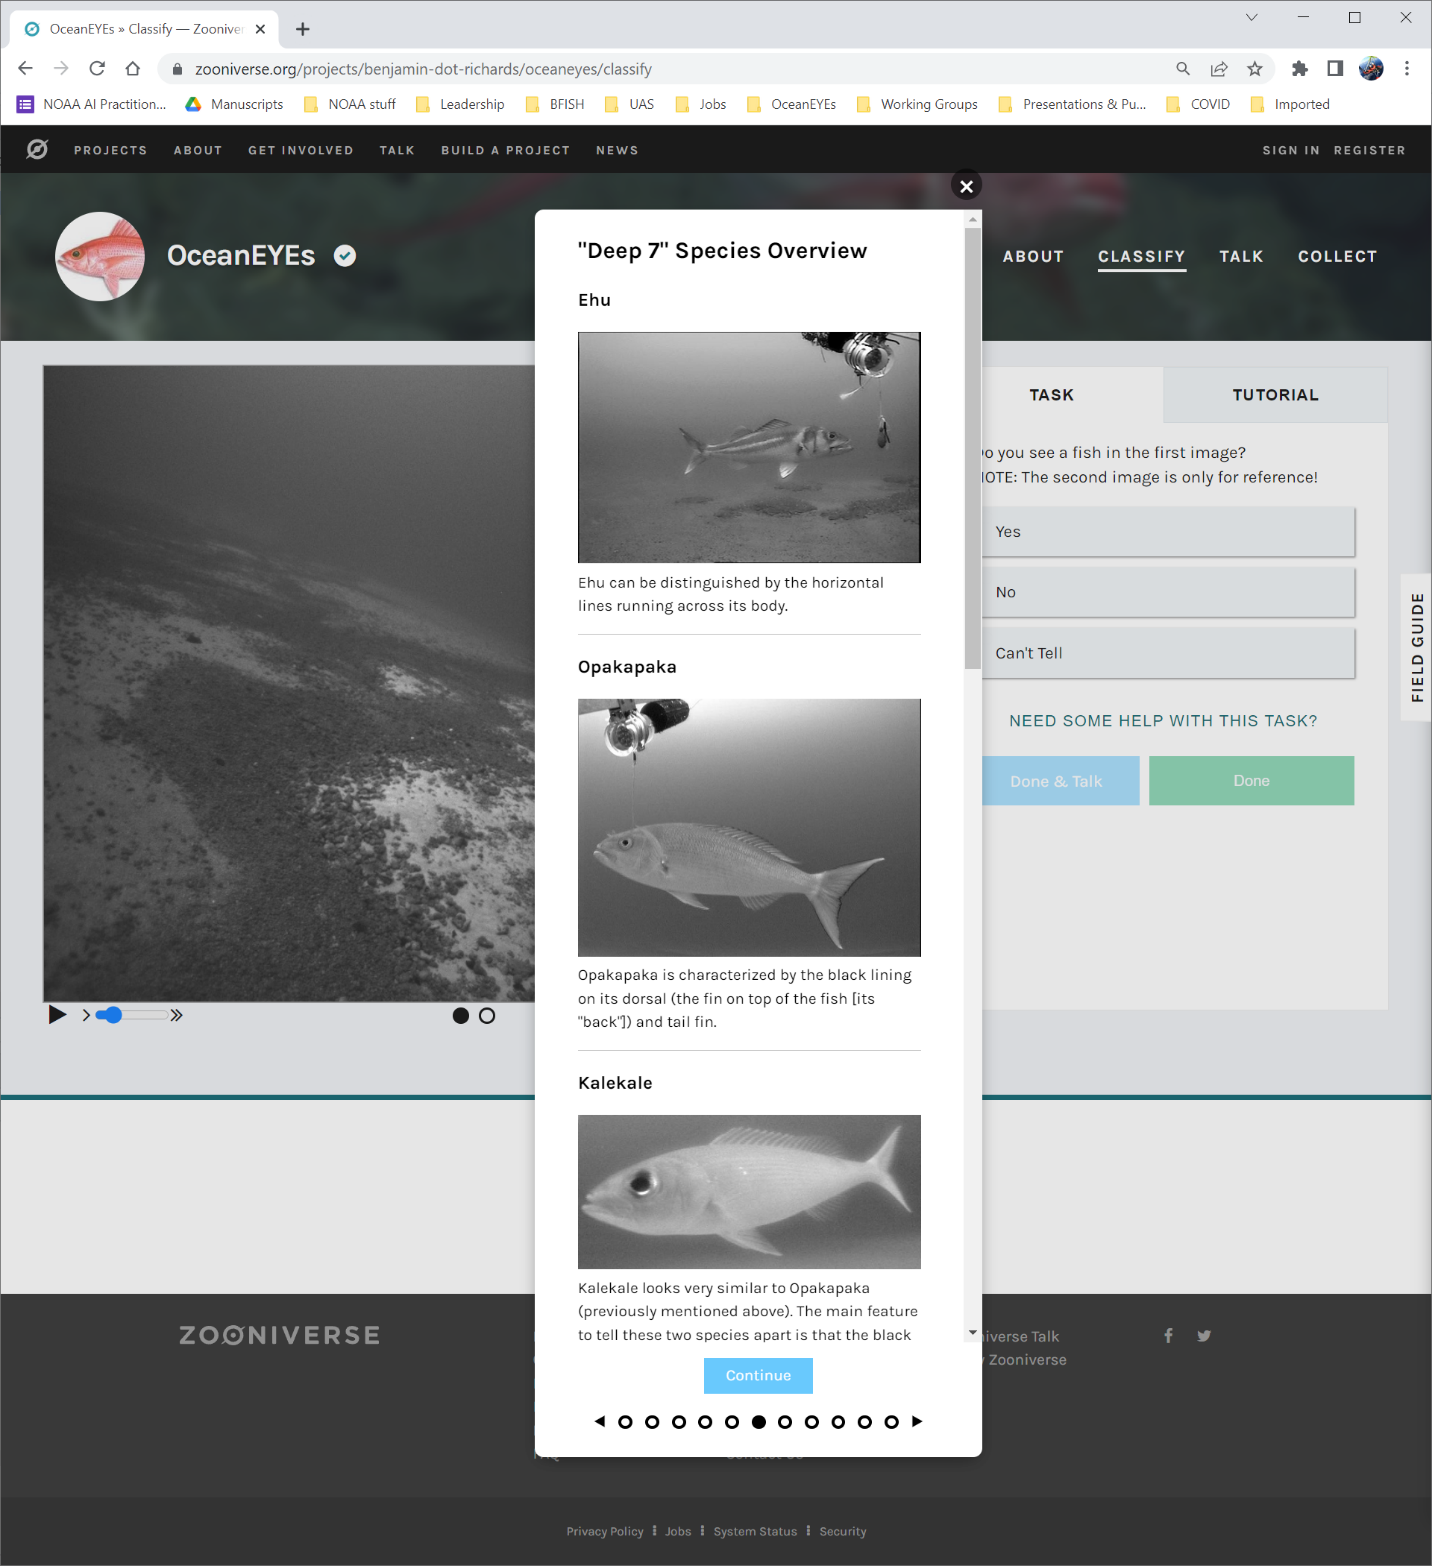 OceanEYEs » Classify — Zooniver
zooniverse.org/projects/benjamin-dot-richards/oceaneyes/classify
NOAA AI Practition... Manuscripts NOAA stuff Leadership BFISH UAS Jobs OceanEYEs Working Groups Presentations & Pu... COVID Imported
PROJECTS ABOUT GET INVOLVED TALK BUILD A PROJECT NEWS SIGN IN REGISTER
OceanEYEs
ABOUT CLASSIFY TALK COLLECT
"Deep 7" Species Overview
Ehu
Ehu can be distinguished by the horizontal
lines running across its body.
Opakapaka
Opakapaka is characterized by the black lining
on its dorsal (the fin on top of the fish [its
"back"]) and tail fin.
Kalekale
Kalekale looks very similar to Opakapaka
(previously mentioned above). The main feature
to tell these two species apart is that the black
Continue
TASK TUTORIAL
o you see a fish in the first image?
OTE: The second image is only for reference!
Yes
No
Can't Tell
NEED SOME HELP WITH THIS TASK?
Done & Talk Done
FIELD GUIDE
ZOONIVERSE
niverse Talk
Zooniverse
Privacy Policy Jobs System Status Security